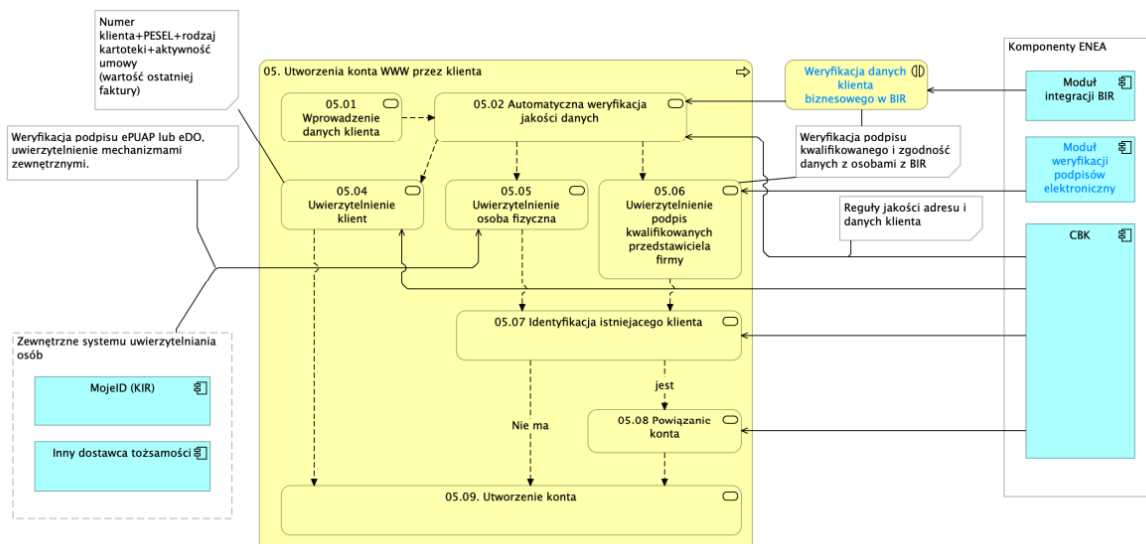 Numer
klienta+PESEL+rodzaj
kartoteki+aktywność
umowy
(wartość ostatniej
faktury)
Weryfikacja podpisu ePUAP lub eDO,
uwierzytelnienie mechanizmami
zewnętrznymi.
05. Utworzenia konta WWW przez klienta
05.01
Wprowadzenie
danych klienta
05.02 Automatyczna weryfikacja
jakości danych
Weryfikacja danych
klienta
biznesowego w BIR
Komponenty ENEA
Moduł
integracji BIR
Weryfikacja podpisu
kwalifikowanego i zgodność
danych z osobami z BIR
Moduł
weryfikacji
podpisów
elektroniczny
05.04
Uwierzytelnienie
klient
05.05
Uwierzytelnienie
osoba fizyczna
05.06
Uwierzytelnienie
podpis
kwalifikowanych
przedstawiciela
firmy
Reguły jakości adresu i
danych klienta
CBK
05.07 Identyfikacja istniejacego klienta
Zewnętrzne systemu uwierzytelniania
osób
MojeID (KIR)
Inny dostawca tożsamości
jest
Nie ma
05.08 Powiązanie
konta
05.09. Utworzenie konta